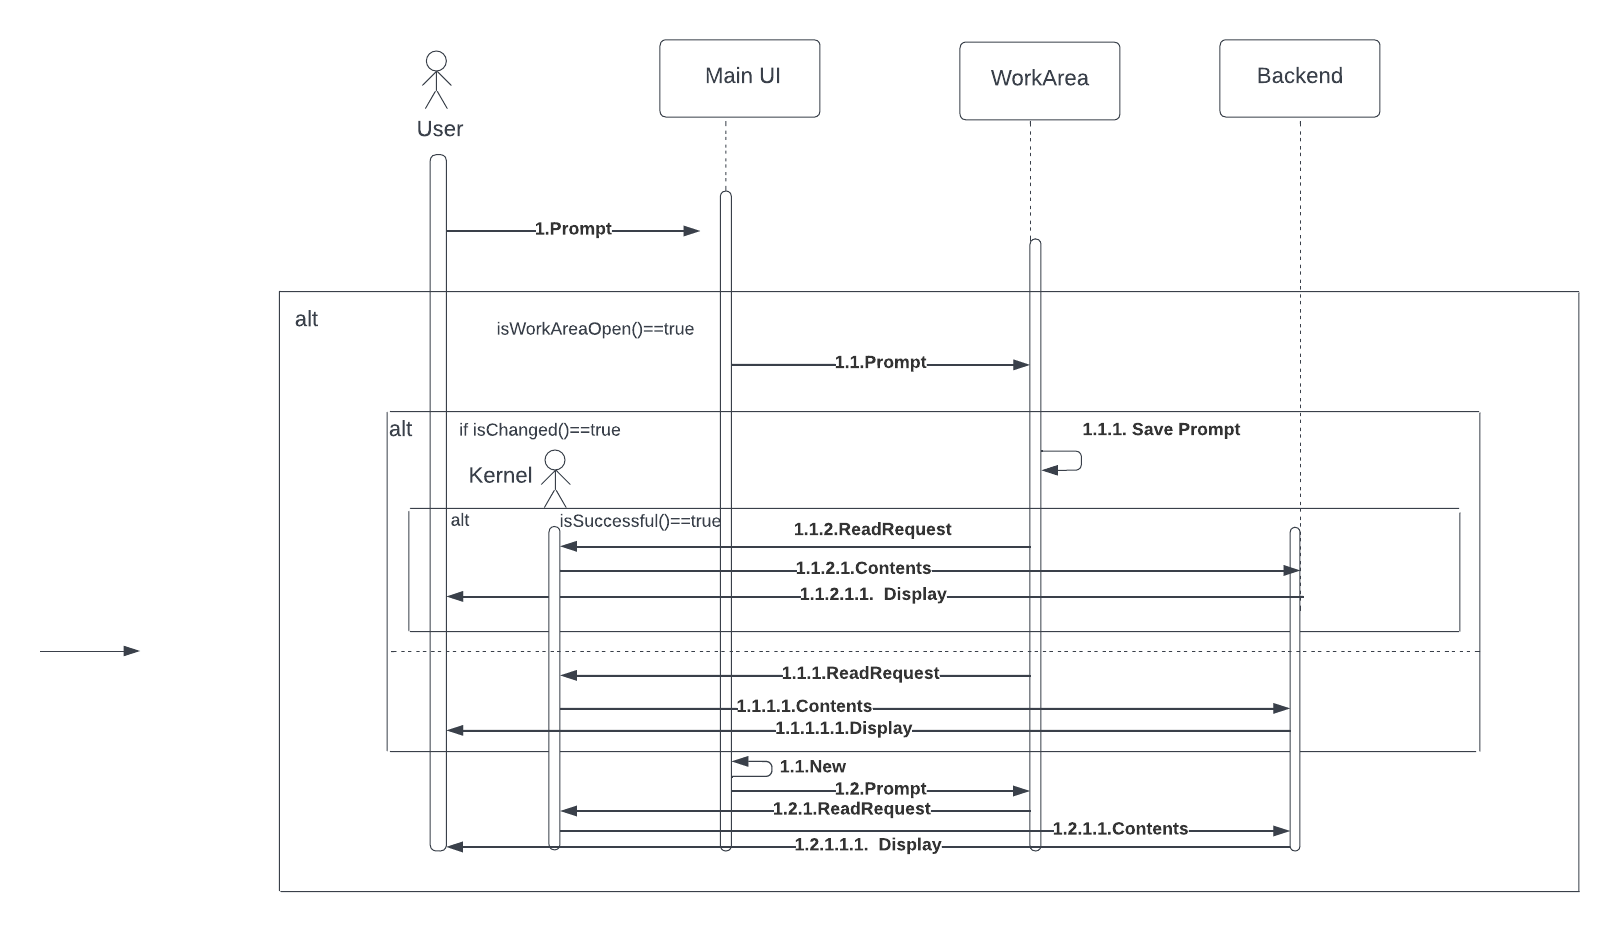 Main UI
WorkArea
Backend
User
1.Prompt
alt
isWorkAreaOpen()==true
1.1.Prompt
alt
if isChanged()==true
1.1.1. Save Prompt
Kernel
alt
isSuccessful()==true
1.1.2.ReadRequest
1.1.2.1.Contents
1.1.2.1.1.  Display
1.1.1.ReadRequest
1.1.1.1.Contents
1.1.1.1.1.Display
1.1.New
1.2.Prompt
1.2.1.ReadRequest
1.2.1.1.Contents
1.2.1.1.1.  Display